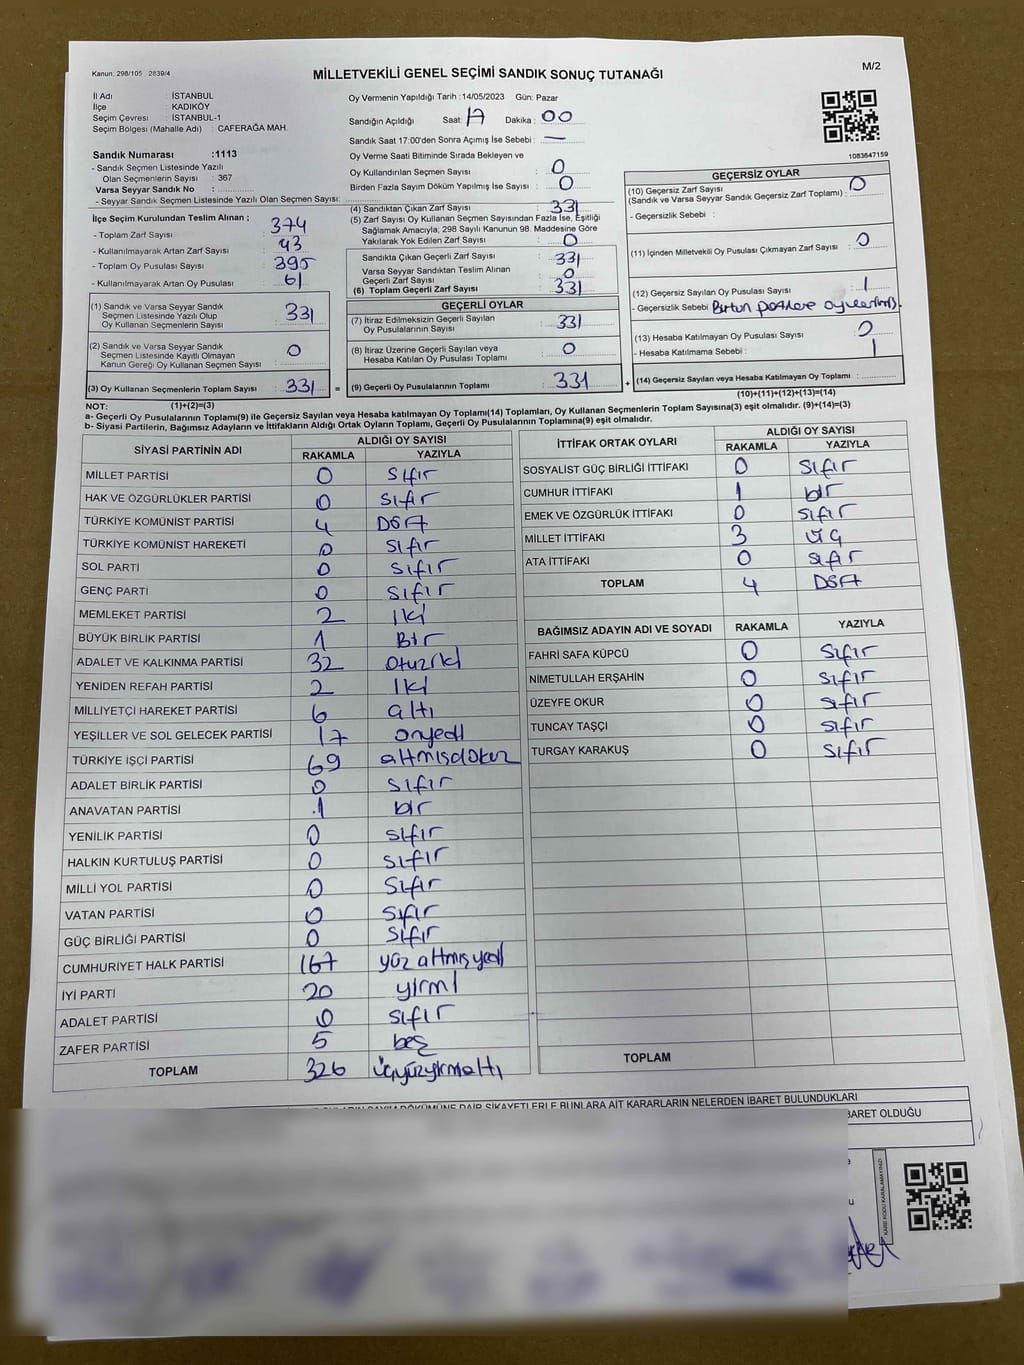 Kanun: 298/105 2839/4
M/2
MİLLETVEKİLİ GENEL SEÇİMİ SANDIK SONUÇ TUTANAĞI
İl Adı : İSTANBUL
İlçe : KADIKÖY
Seçim Çevresi : İSTANBUL-1
Seçim Bölgesi (Mahalle Adı) : CAFERAĞA MAH.
Sandık Numarası :1113
- Sandık Seçmen Listesinde Yazılı
Olan Seçmenlerin Sayısı : 367
Varsa Seyyar Sandık No :
- Seyyar Sandık Seçmen Listesinde Yazılı Olan Seçmen Sayısı:
Oy Vermenin Yapıldığı Tarih :14/05/2023 Gün: Pazar
Sandığın Açıldığı Saat: 17 Dakika : 00
Sandık Saat 17:00'den Sonra Açımış İse Sebebi : —
Oy Verme Saati Bitiminde Sırada Bekleyen ve
Oy Kullandırılan Seçmen Sayısı : 0
Birden Fazla Sayım Döküm Yapılmış İse Sayısı : 0
1083647159
İlçe Seçim Kurulundan Teslim Alınan ;
- Toplam Zarf Sayısı : 374
- Kullanılmayarak Artan Zarf Sayısı : 43
- Toplam Oy Pusulası Sayısı : 395
- Kullanılmayarak Artan Oy Pusulası : 61
(1) Sandık ve Varsa Seyyar Sandık
Seçmen Listesinde Yazılı Olup
Oy Kullanan Seçmenlerin Sayısı : 331
(2) Sandık ve Varsa Seyyar Sandık
Seçmen Listesinde Kayıtlı Olmayan
Kanun Gereği Oy Kullanan Seçmen Sayısı : 0
(3) Oy Kullanan Seçmenlerin Toplam Sayısı : 331 =
(1)+(2)=(3)
(4) Sandıktan Çıkan Zarf Sayısı : 331
(5) Zarf Sayısı Oy Kullanan Seçmen Sayısından Fazla İse, Eşitliği
Sağlamak Amacıyla, 298 Sayılı Kanunun 98. Maddesine Göre
Yakılarak Yok Edilen Zarf Sayısı : 0
Sandıkta Çıkan Geçerli Zarf Sayısı : 331
Varsa Seyyar Sandıktan Teslim Alınan
Geçerli Zarf Sayısı : 0
(6) Toplam Geçerli Zarf Sayısı : 331
GEÇERLİ OYLAR
(7) İtiraz Edilmeksizin Geçerli Sayılan
Oy Pusulalarının Sayısı : 331
(8) İtiraz Üzerine Geçerli Sayılan veya
Hesaba Katılan Oy Pusulası Toplamı : 0
(9) Geçerli Oy Pusulalarının Toplamı : 331 +
GEÇERSİZ OYLAR
(10) Geçersiz Zarf Sayısı
(Sandık ve Varsa Seyyar Sandık Geçersiz Zarf Toplamı) : 0
- Geçersizlik Sebebi :
(11) İçinden Milletvekili Oy Pusulası Çıkmayan Zarf Sayısı : 0
(12) Geçersiz Sayılan Oy Pusulası Sayısı : 1
- Geçersizlik Sebebi :
(13) Hesaba Katılmayan Oy Pusulası Sayısı : 0
- Hesaba Katılmama Sebebi : 1
(14) Geçersiz Sayılan veya Hesaba Katılmayan Oy Toplamı :
(10)+(11)+(12)+(13)=(14)
NOT:
a- Geçerli Oy Pusulalarının Toplamı(9) ile Geçersiz Sayılan veya Hesaba katılmayan Oy Toplamı(14) Toplamları, Oy Kullanan Seçmenlerin Toplam Sayısına(3) eşit olmalıdır. (9)+(14)=(3)
b- Siyasi Partilerin, Bağımsız Adayların ve İttifakların Aldığı Ortak Oyların Toplamı, Geçerli Oy Pusulalarının Toplamına(9) eşit olmalıdır.
SİYASİ PARTİNİN ADI ALDIĞI OY SAYISI
RAKAMLA YAZIYLA
MİLLET PARTİSİ 0 sıfır
HAK VE ÖZGÜRLÜKLER PARTİSİ 0 sıfır
TÜRKİYE KOMÜNİST PARTİSİ 4 Dört
TÜRKİYE KOMÜNİST HAREKETİ 0 sıfır
SOL PARTİ 0 sıfır
GENÇ PARTİ 0 sıfır
MEMLEKET PARTİSİ 2 iki
BÜYÜK BİRLİK PARTİSİ 1 Bir
ADALET VE KALKINMA PARTİSİ 32 otuziki
YENİDEN REFAH PARTİSİ 2 iki
MİLLİYETÇİ HAREKET PARTİSİ 6 altı
YEŞİLLER VE SOL GELECEK PARTİSİ 17 onyedi
TÜRKİYE İŞÇİ PARTİSİ 69 altmışdokuz
ADALET BİRLİK PARTİSİ 0 sıfır
ANAVATAN PARTİSİ 1 bir
YENİLİK PARTİSİ 0 sıfır
HALKIN KURTULUŞ PARTİSİ 0 sıfır
MİLLİ YOL PARTİSİ 0 sıfır
VATAN PARTİSİ 0 sıfır
GÜÇ BİRLİĞİ PARTİSİ 0 sıfır
CUMHURİYET HALK PARTİSİ 167 yüz altmışyedi
İYİ PARTİ 20 yirmi
ADALET PARTİSİ 0 sıfır
ZAFER PARTİSİ 5 beş
TOPLAM 326 üçyüzyirmialtı
İTTİFAK ORTAK OYLARI ALDIĞI OY SAYISI
RAKAMLA YAZIYLA
SOSYALİST GÜÇ BİRLİĞİ İTTİFAKI 0 sıfır
CUMHUR İTTİFAKI 1 bir
EMEK VE ÖZGÜRLÜK İTTİFAKI 0 sıfır
MİLLET İTTİFAKI 3 üç
ATA İTTİFAKI 0 sıfır
TOPLAM 4 Dört
BAĞIMSIZ ADAYIN ADI VE SOYADI RAKAMLA YAZIYLA
FAHRİ SAFA KÜPCÜ 0 sıfır
NİMETULLAH ERŞAHİN 0 sıfır
ÜZEYFE OKUR 0 sıfır
TUNCAY TAŞÇI 0 sıfır
TURGAY KARAKUŞ 0 sıfır
TOPLAM
SAYIM DÖKÜMÜNE DAİR ŞİKAYETLERLE BUNLARA AİT KARARLARIN NELERDEN İBARET BULUNDUKLARI
İBARET OLDUĞU
KARE KODU KARALAMAYINIZ!